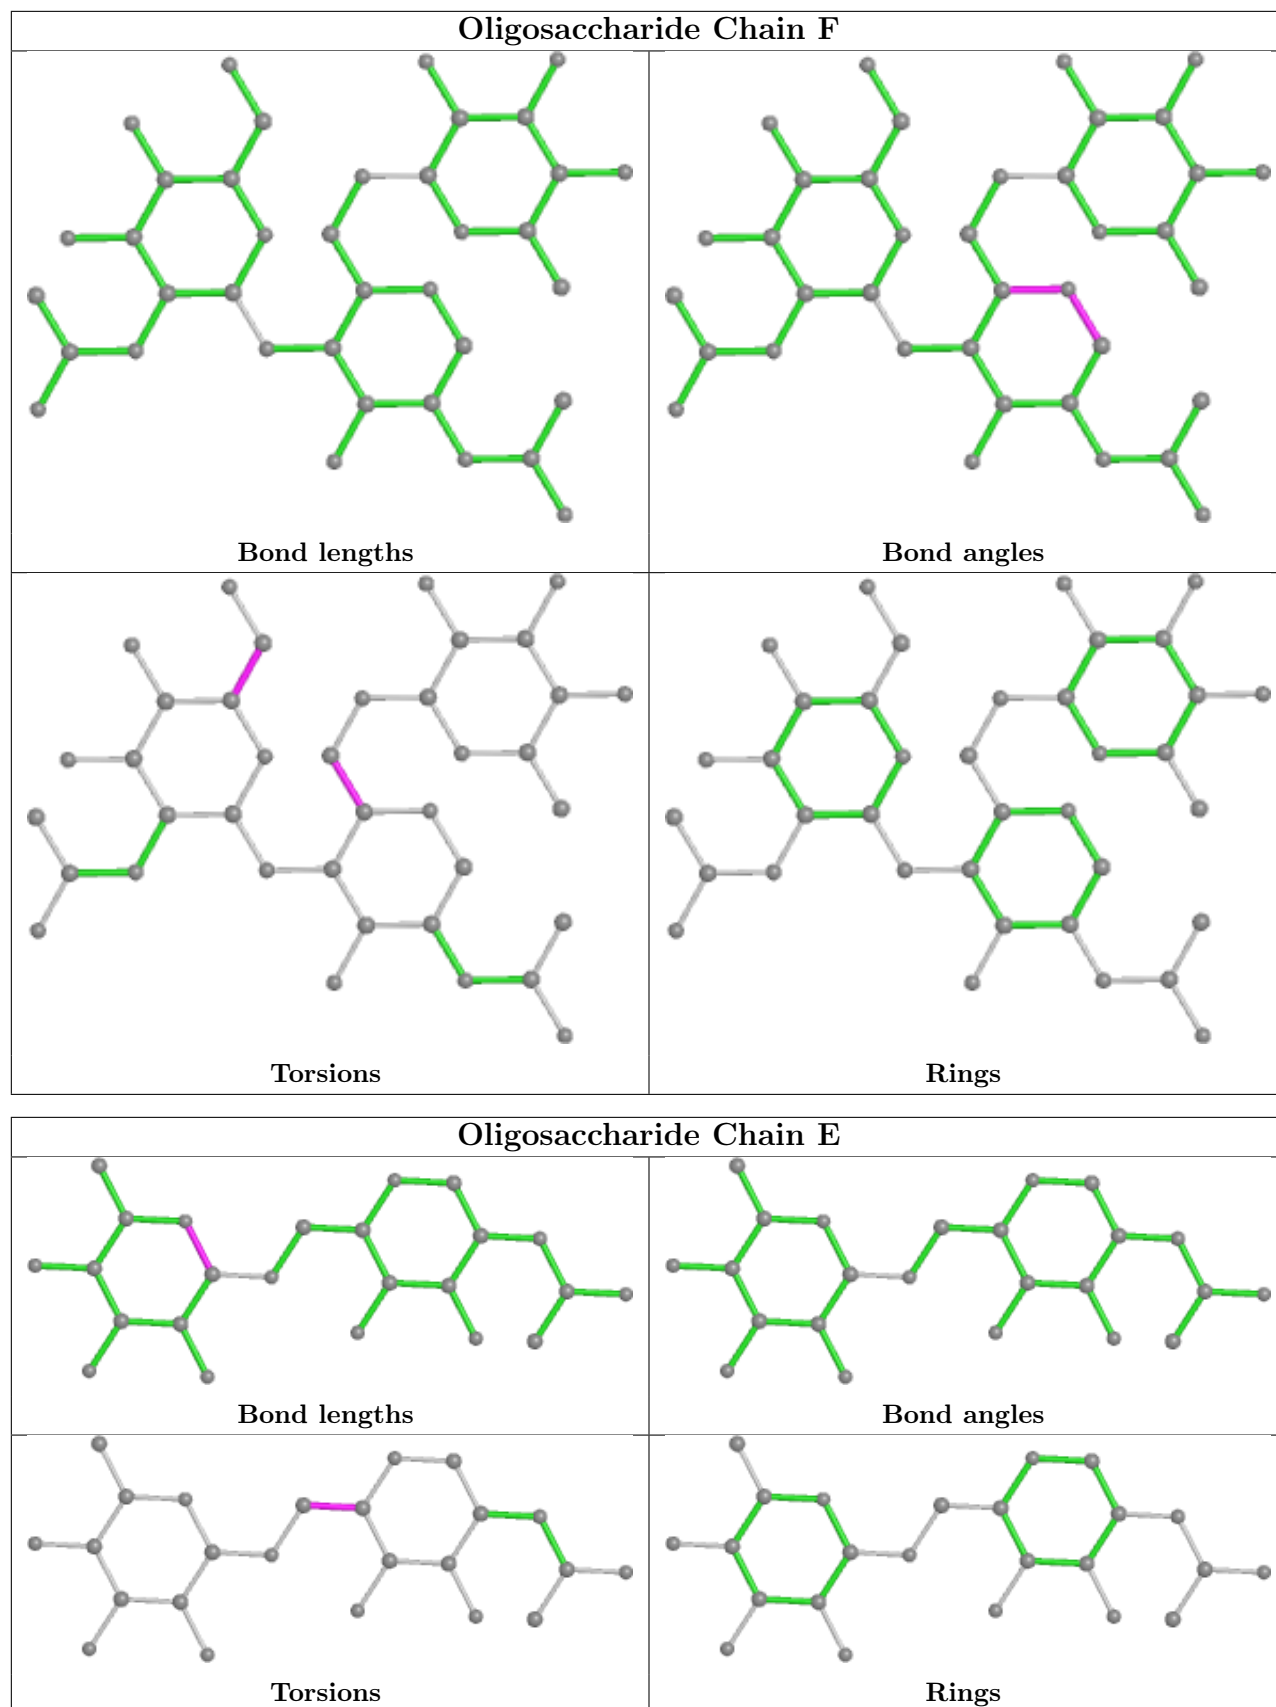 Oligosaccharide Chain F
Bond lengths
Bond angles
Torsions
Rings
Oligosaccharide Chain E
Bond lengths
Bond angles
Torsions
Rings